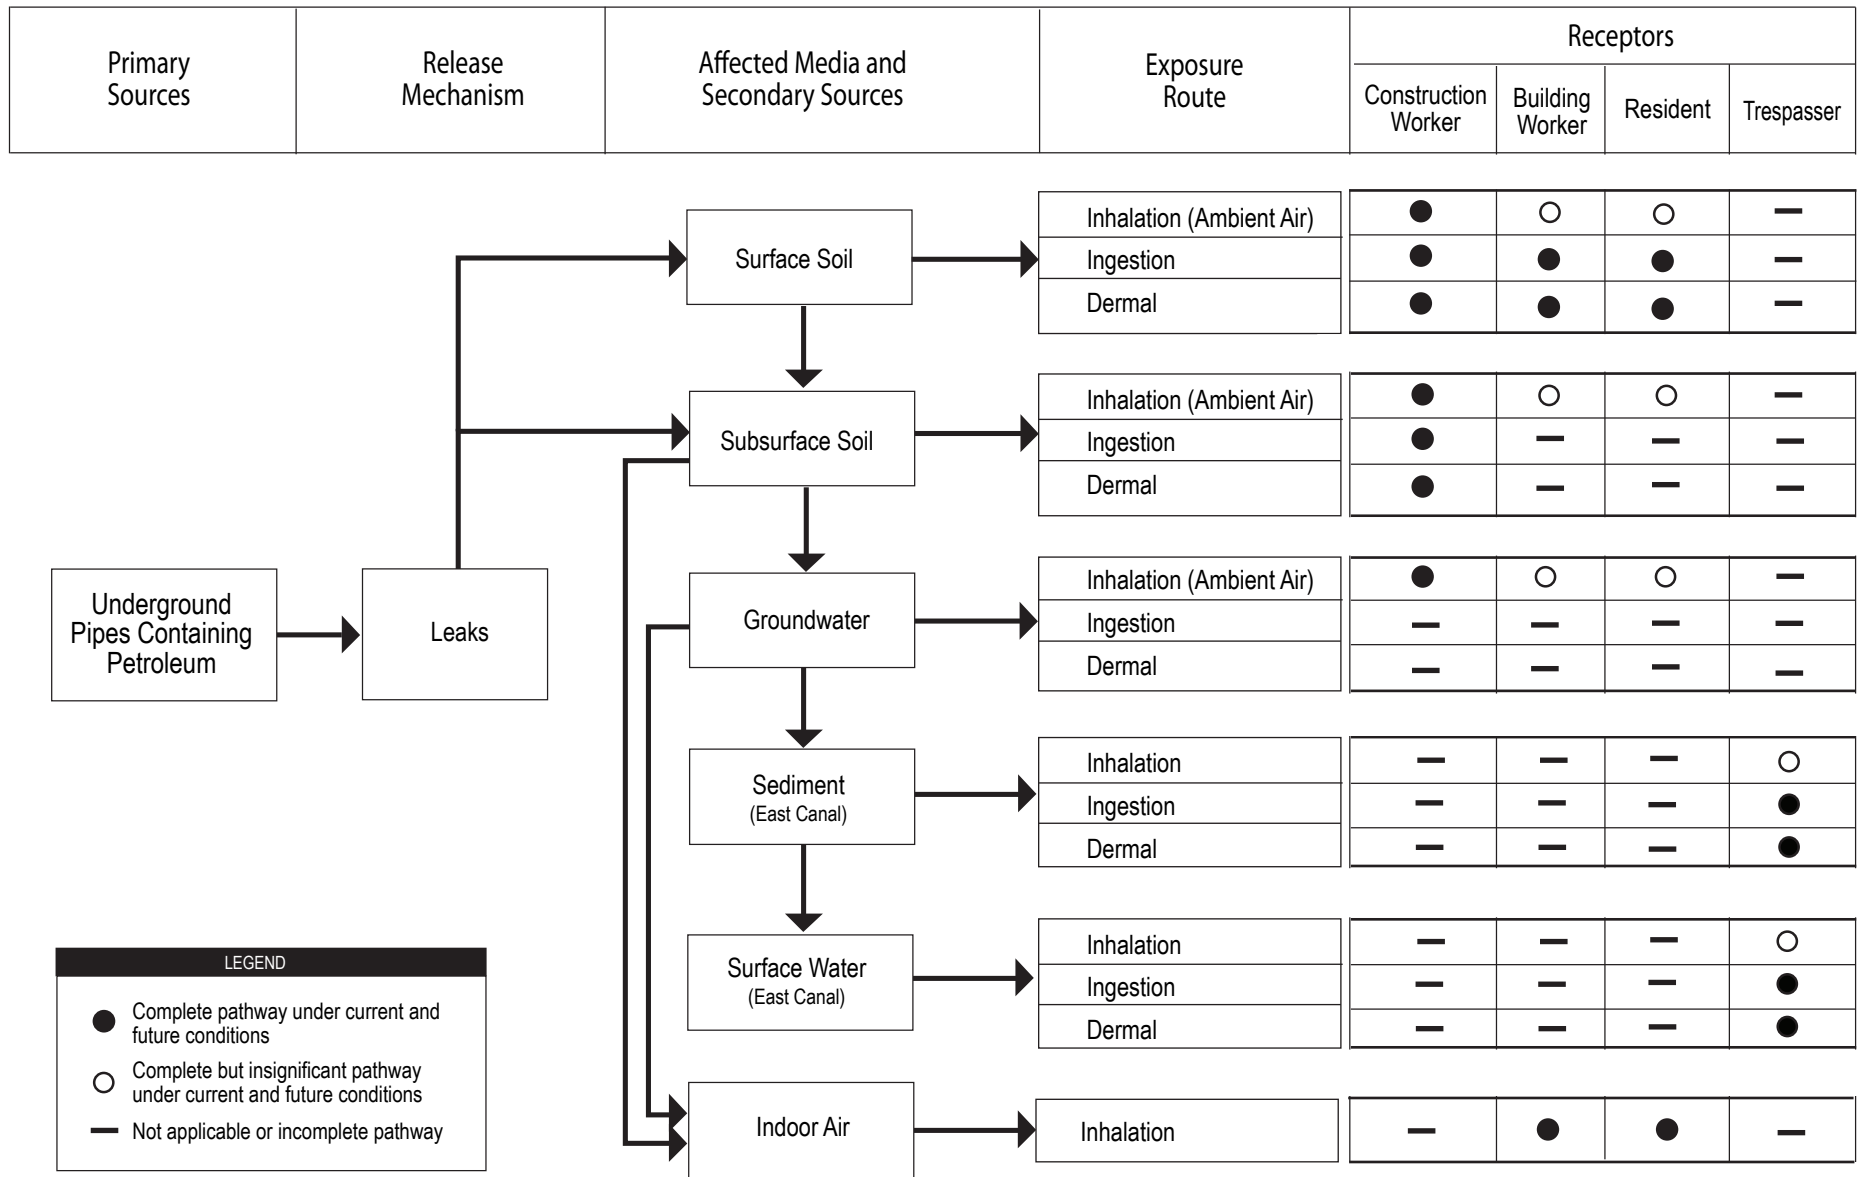 Primary
Sources
Release
Mechanism
Affected Media and
Secondary Sources
Exposure
Route
Receptors
Construction
Worker
Building
Worker
Resident
Trespasser
Surface Soil
Inhalation (Ambient Air)
Ingestion
Dermal
Subsurface Soil
Inhalation (Ambient Air)
Ingestion
Dermal
Underground
Pipes Containing
Petroleum
Leaks
Groundwater
Inhalation (Ambient Air)
Ingestion
Dermal
Sediment
(East Canal)
Inhalation
Ingestion
Dermal
Surface Water
(East Canal)
Inhalation
Ingestion
Dermal
Indoor Air
Inhalation
LEGEND
Complete pathway under current and
future conditions
Complete but insignificant pathway
under current and future conditions
Not applicable or incomplete pathway